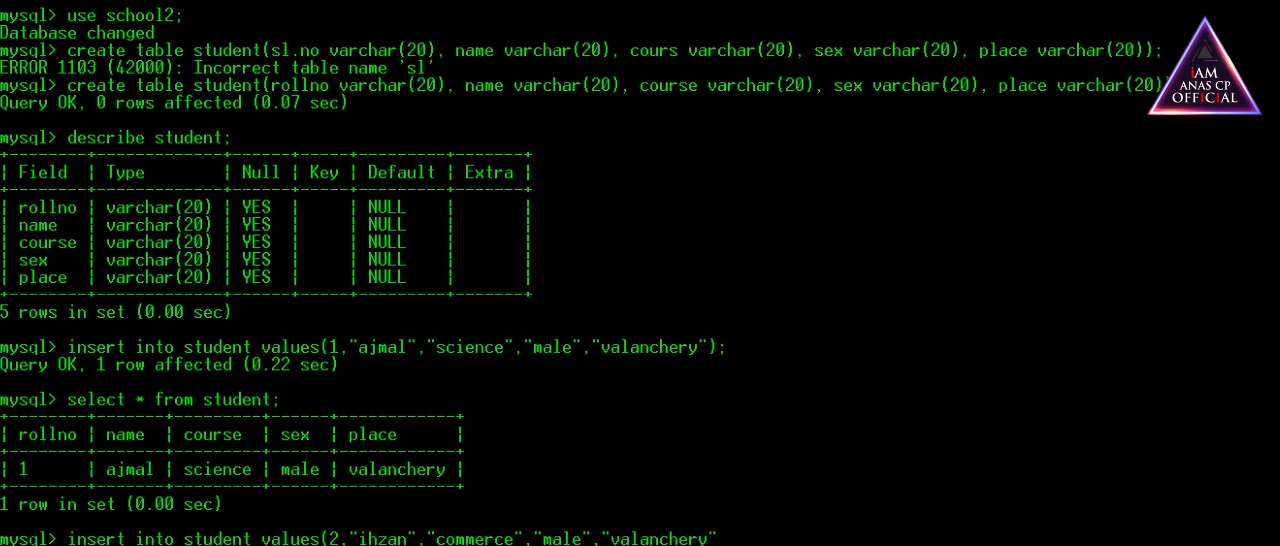 mysql> use school2;
Database changed
mysql> create table student(sl.no varchar(20), name varchar(20), cours varchar(20), sex varchar(20), place varchar(20));
ERROR 1103 (42000): Incorrect table name 'sl'
mysql> create table student(rollno varchar(20), name varchar(20), course varchar(20), sex varchar(20), place varchar(20)
Query OK, 0 rows affected (0.07 sec)
mysql> describe student;
+--------+-------------+------+-----+---------+-------+
| Field | Type | Null | Key | Default | Extra |
+--------+-------------+------+-----+---------+-------+
| rollno | varchar(20) | YES | | NULL | |
| name | varchar(20) | YES | | NULL | |
| course | varchar(20) | YES | | NULL | |
| sex | varchar(20) | YES | | NULL | |
| place | varchar(20) | YES | | NULL | |
+--------+-------------+------+-----+---------+-------+
5 rows in set (0.00 sec)
mysql> insert into student values(1,"ajmal","science","male","valanchery");
Query OK, 1 row affected (0.22 sec)
mysql> select * from student;
+--------+-------+---------+------+------------+
| rollno | name | course | sex | place |
+--------+-------+---------+------+------------+
| 1 | ajmal | science | male | valanchery |
+--------+-------+---------+------+------------+
1 row in set (0.00 sec)
mysql> insert into student values(2,"ihzan","commerce","male","valanchery"
iAM
ANAS CP
OFFICIAL